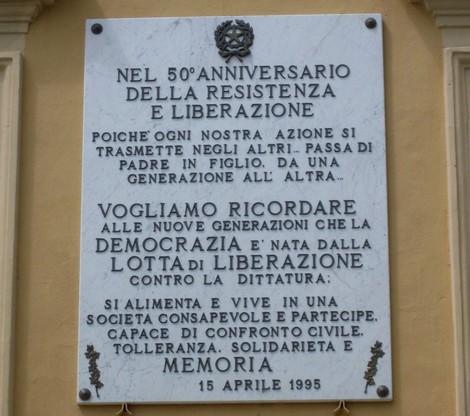 NEL 50° ANNIVERSARIO
DELLA RESISTENZA
E LIBERAZIONE
POICHE' OGNI NOSTRA AZIONE SI
TRASMETTE NEGLI ALTRI... PASSA DI
PADRE IN FIGLIO, DA UNA
GENERAZIONE ALL' ALTRA...
VOGLIAMO RICORDARE
ALLE NUOVE GENERAZIONI CHE LA
DEMOCRAZIA E' NATA DALLA
LOTTA DI LIBERAZIONE
CONTRO LA DITTATURA;
SI ALIMENTA E VIVE IN UNA
SOCIETA CONSAPEVOLE E PARTECIPE,
CAPACE DI CONFRONTO CIVILE,
TOLLERANZA, SOLIDARIETA E
MEMORIA
15 APRILE 1995